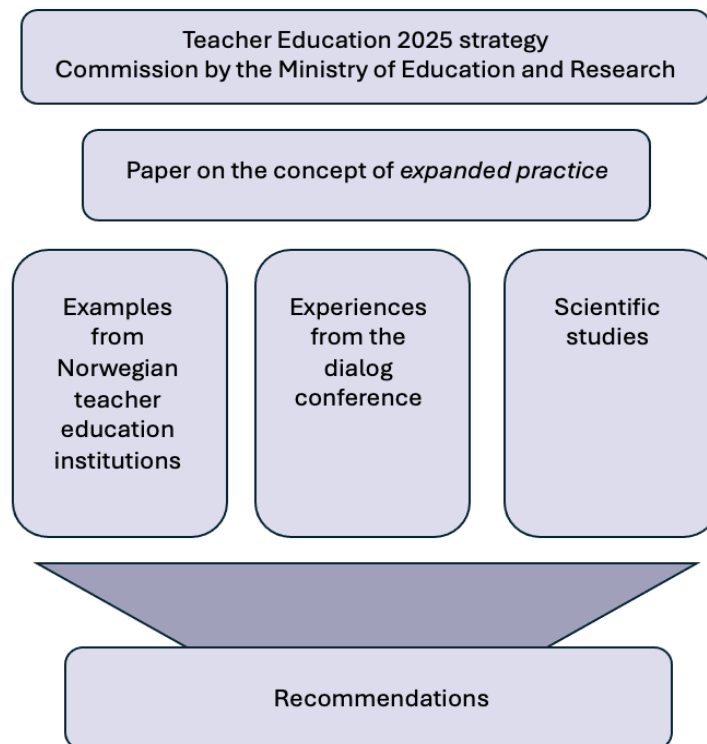 Teacher Education 2025 strategy
Commission by the Ministry of Education and Research
Paper on the concept of expanded practice
Examples
from
Norwegian
teacher
education
institutions
Experiences
from the
dialog
conference
Scientific
studies
Recommendations